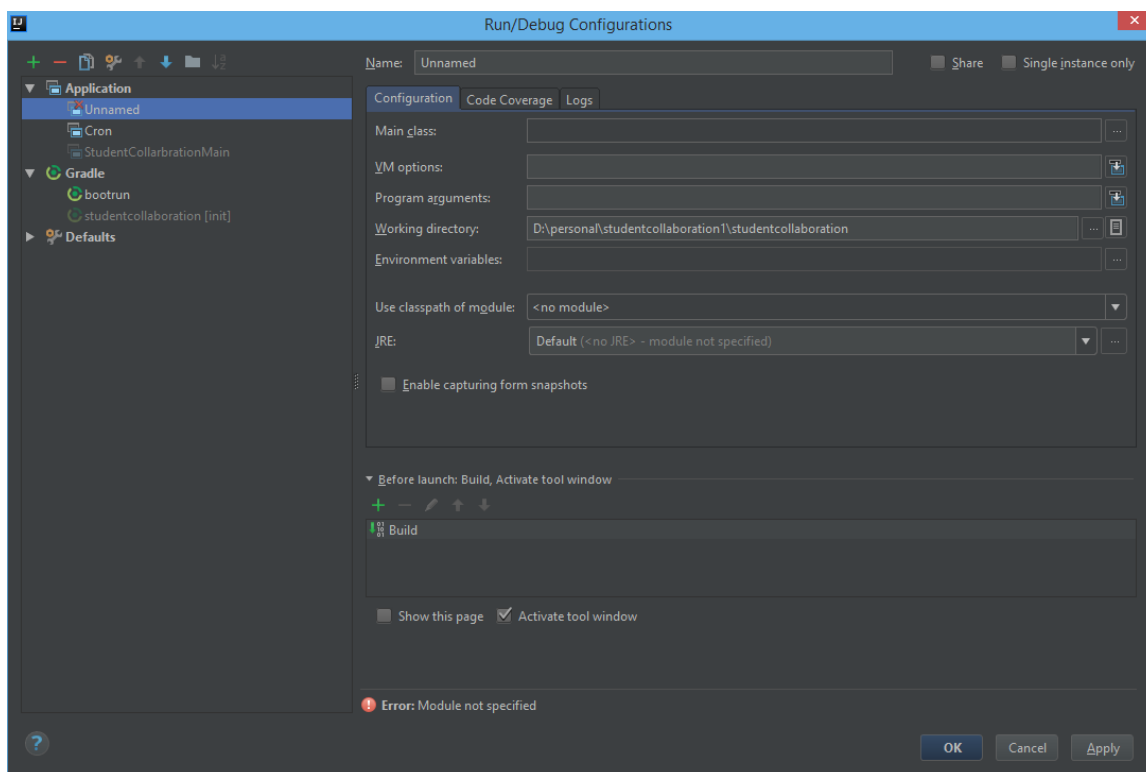 Run/Debug Configurations
Name: Unnamed Share Single instance only
Application
Unnamed
Cron
StudentCollarbrationMain
Gradle
bootrun
studentcollaboration [init]
Defaults
Configuration Code Coverage Logs
Main class: ...
VM options:
Program arguments:
Working directory: D:\personal\studentcollaboration1\studentcollaboration ...
Environment variables: ...
Use classpath of module: <no module>
JRE: Default (<no JRE> - module not specified) ...
Enable capturing form snapshots
Before launch: Build, Activate tool window
Build
Show this page Activate tool window
Error: Module not specified
? OK Cancel Apply